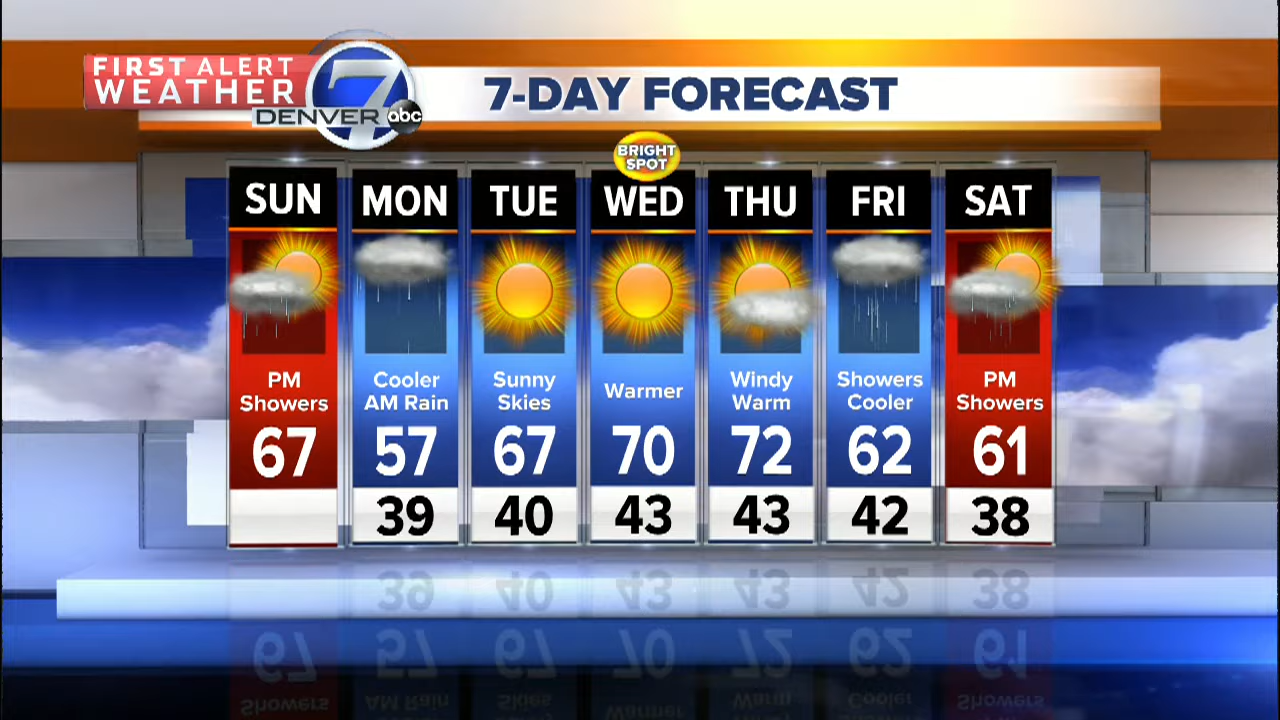 FIRST ALERT
WEATHER
7
DENVER
abc
7-DAY FORECAST
BRIGHT
SPOT
SUN MON TUE WED THU FRI SAT
PM
Showers
Cooler
AM Rain
Sunny
Skies
Warmer
Windy
Warm
Showers
Cooler
PM
Showers
67 57 67 70 72 62 61
39 40 43 43 42 38